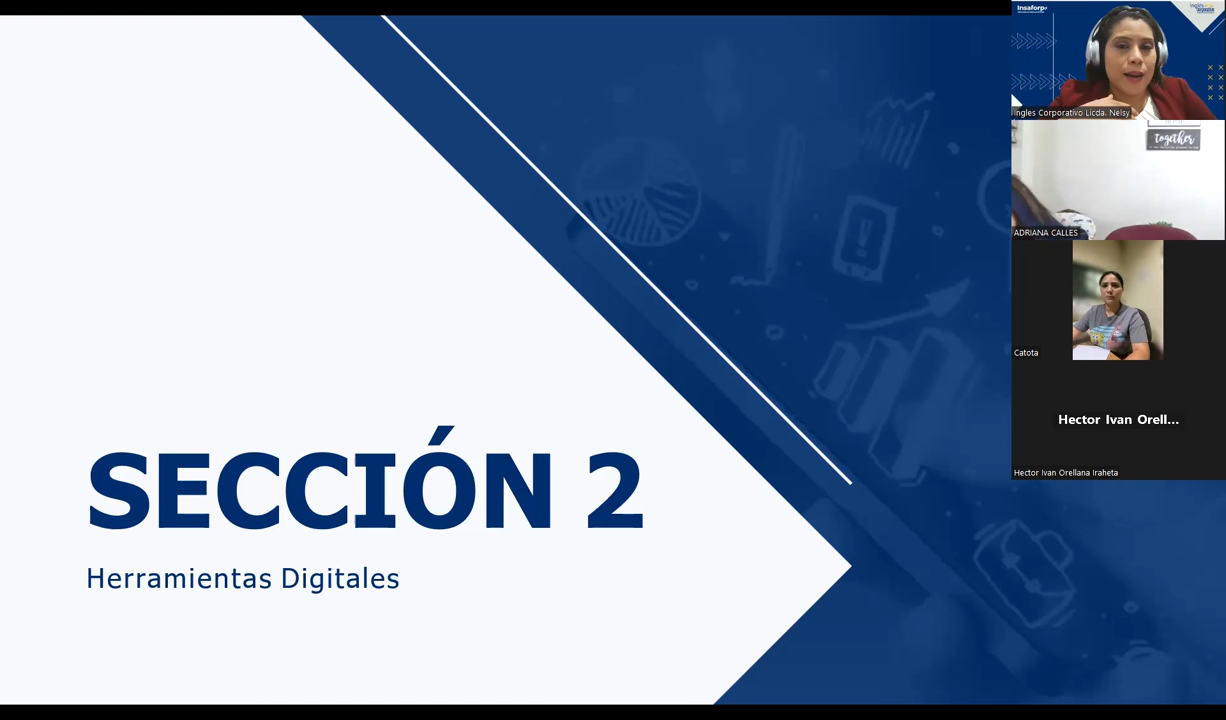 SECCIÓN 2
Herramientas Digitales
Insaforp
Ingles Corporativo Licda. Nelsy
together
ADRIANA CALLES
Catota
Hector Ivan Orell...
Hector Ivan Orellana Iraheta